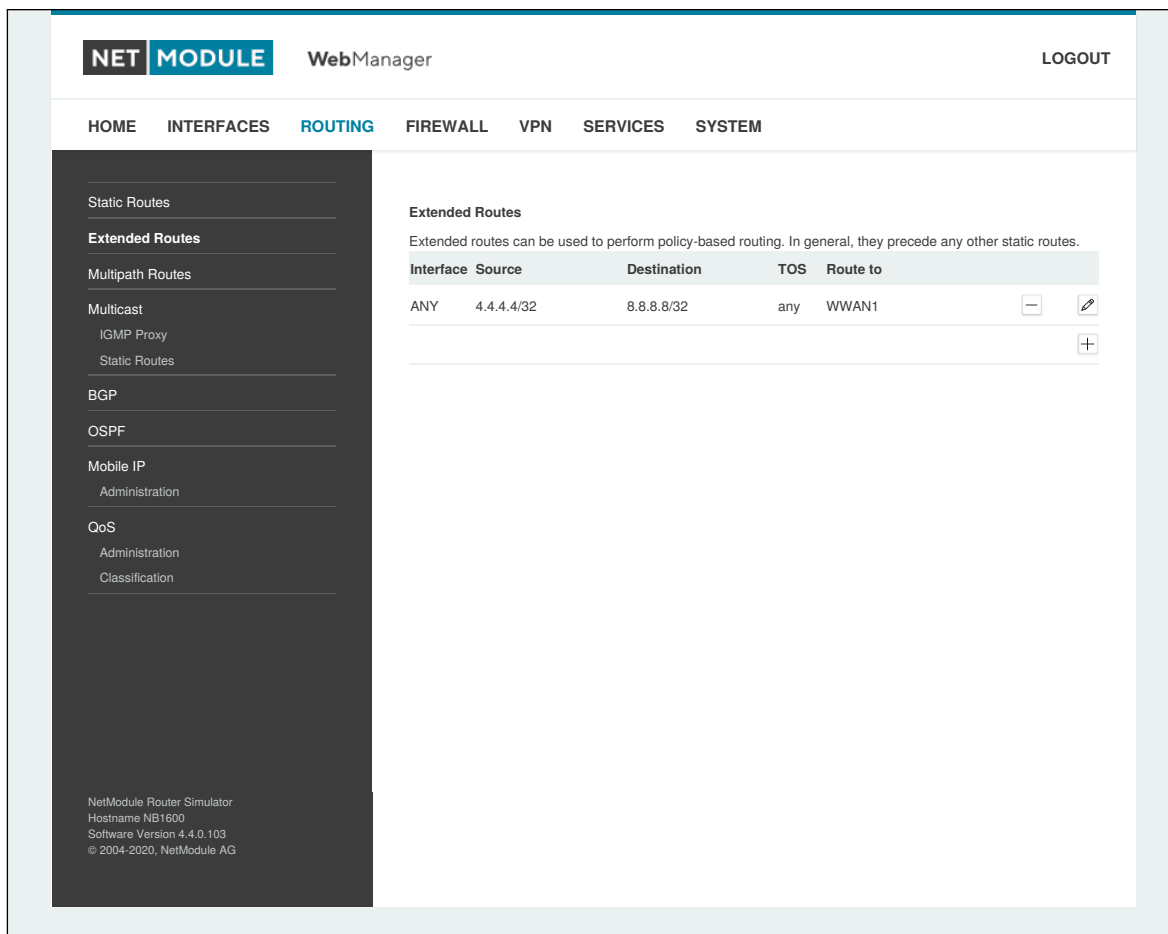 NET MODULE WebManager LOGOUT
HOME INTERFACES ROUTING FIREWALL VPN SERVICES SYSTEM
Static Routes
Extended Routes
Multipath Routes
Multicast
IGMP Proxy
Static Routes
BGP
OSPF
Mobile IP
Administration
QoS
Administration
Classification
NetModule Router Simulator
Hostname NB1600
Software Version 4.4.0.103
© 2004-2020, NetModule AG
Extended Routes
Extended routes can be used to perform policy-based routing. In general, they precede any other static routes.
Interface Source Destination TOS Route to
ANY 4.4.4.4/32 8.8.8.8/32 any WWAN1